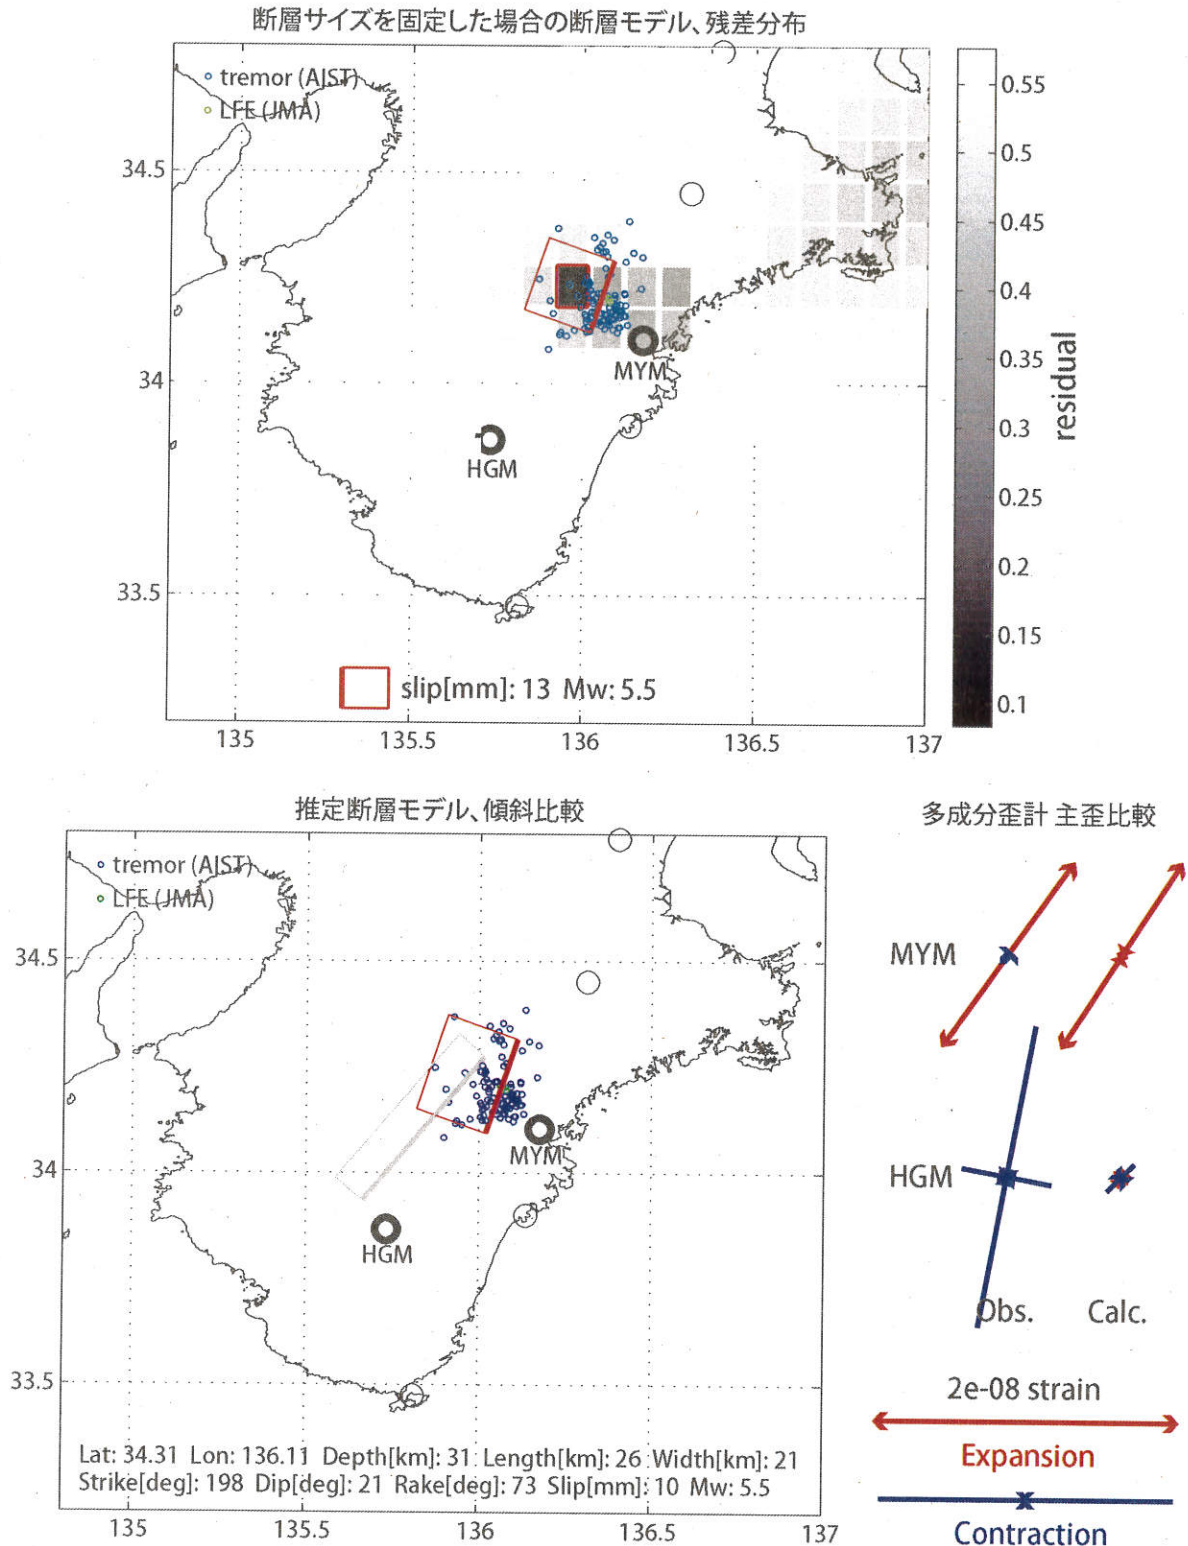 断層サイズを固定した場合の断層モデル、残差分布
tremor (AIST)
LFE (JMA)
34.5
34
33.5
MYM
HGM
slip[mm]: 13 Mw: 5.5
135
135.5
136
136.5
137
0.55
0.5
0.45
0.4
0.35
0.3
0.25
0.2
0.15
0.1
residual
推定断層モデル、傾斜比較
tremor (AIST)
LFE (JMA)
34.5
34
33.5
MYM
HGM
Lat: 34.31 Lon: 136.11 Depth[km]: 31 Length[km]: 26 Width[km]: 21
Strike[deg]: 198 Dip[deg]: 21 Rake[deg]: 73 Slip[mm]: 10 Mw: 5.5
135
135.5
136
136.5
137
多成分歪計 主歪比較
MYM
HGM
Obs. Calc.
2e-08 strain
Expansion
Contraction